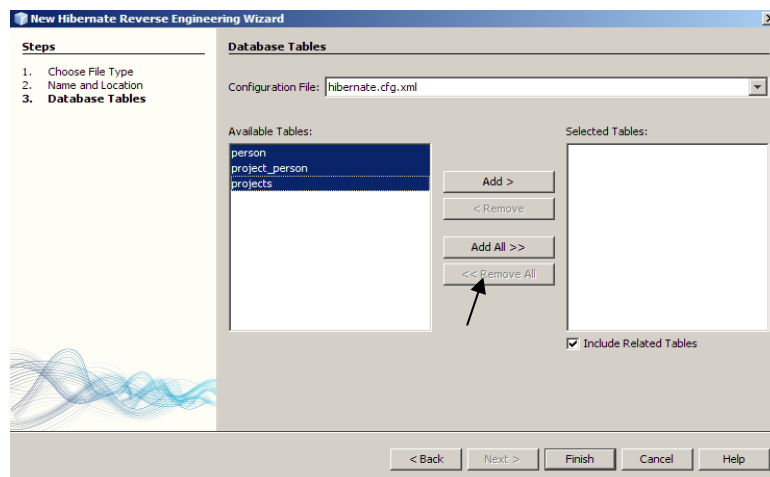 New Hibernate Reverse Engineering Wizard
Steps
1. Choose File Type
2. Name and Location
3. Database Tables
Database Tables
Configuration File: hibernate.cfg.xml
Available Tables:
person
project_person
projects
Add >
< Remove
Add All >>
<< Remove All
Selected Tables:
Include Related Tables
< Back Next > Finish Cancel Help